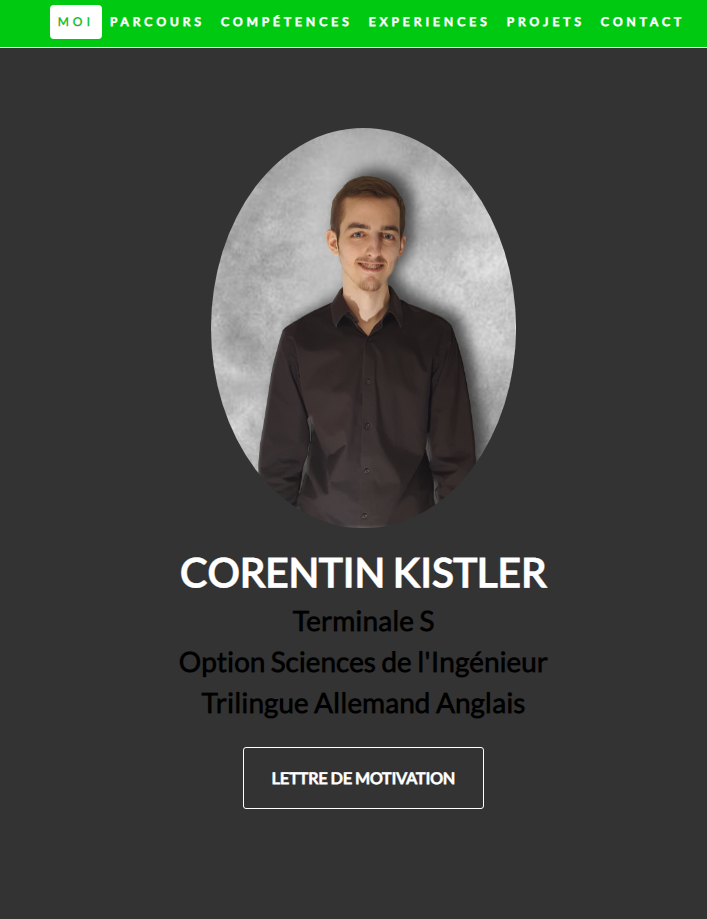 MOI PARCOURS COMPÉTENCES EXPERIENCES PROJETS CONTACT
CORENTIN KISTLER
Terminale S
Option Sciences de l'Ingénieur
Trilingue Allemand Anglais
LETTRE DE MOTIVATION